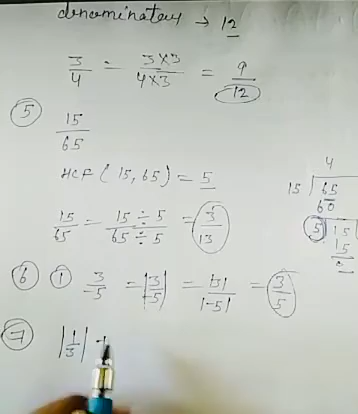 denominator → 12
3/4 = 3×3/4×3 = 9/12
5 15/65
HCF (15, 65) = 5
4
15 65
60
5 15
15
0
15/65 = 15÷5/65÷5 = 3/13
6 1 3/-5 = |3/-5| = |3|/|-5| = 3/5
7 |1/3| +